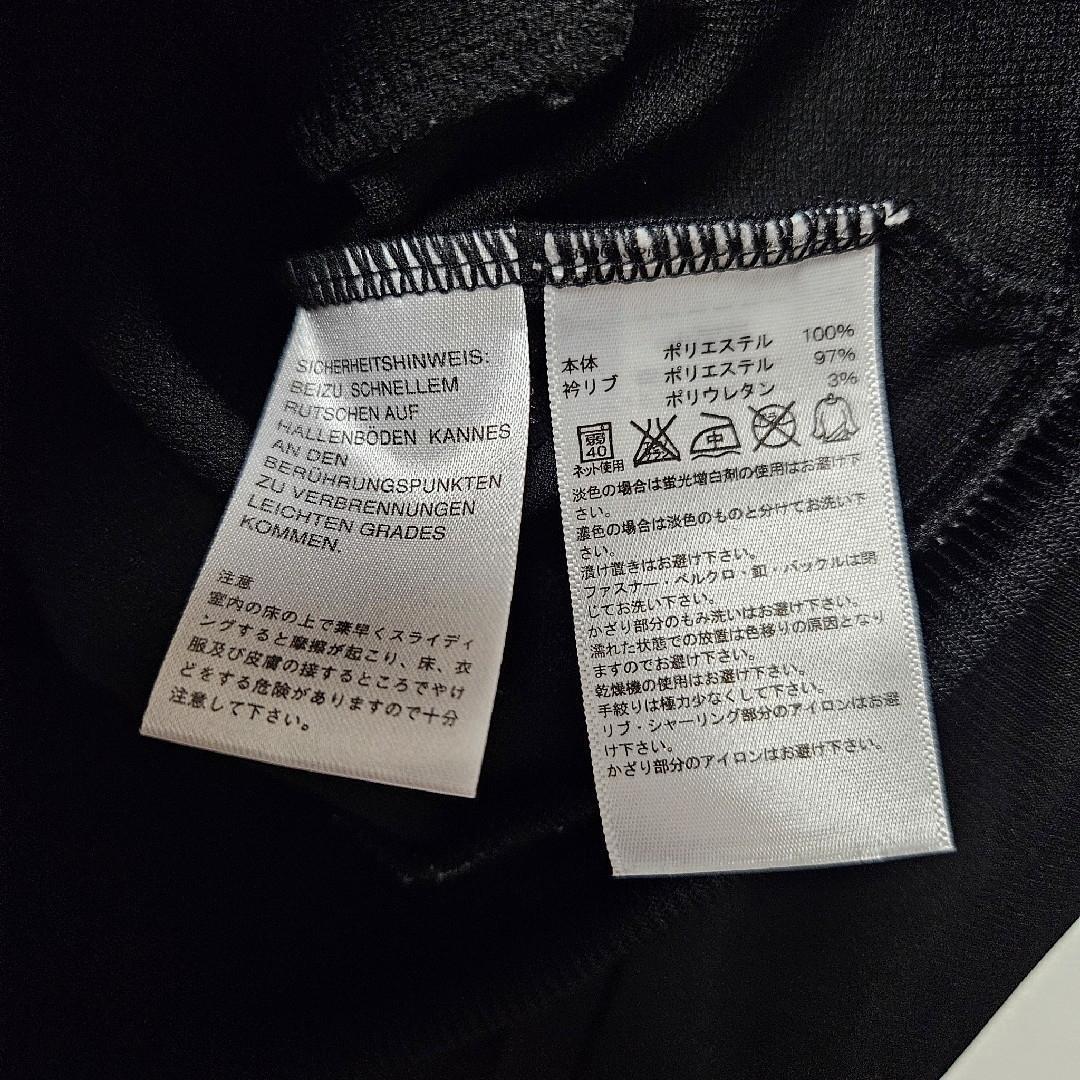 SICHERHEITSHINWEIS:
BEIZU SCHNELLEM
RUTSCHEN AUF
HALLENBÖDEN KANNES
AN DEN
BERÜHRUNGSPUNKTEN
ZU VERBRENNUNGEN
LEICHTEN GRADES
KOMMEN.
注意
室内の床の上で素早くスライディ
ングすると摩擦が起こり、床、衣
服及び皮膚の接するところでやけ
どをする危険がありますので十分
注意して下さい。
本体 ポリエステル 100%
衿リブ ポリエステル 97%
ポリウレタン 3%
弱
40
中
ネット使用
淡色の場合は蛍光増白剤の使用はお避け下
さい。
濃色の場合は淡色のものと分けてお洗い下
さい。
漬け置きはお避け下さい。
ファスナー・ベルクロ・釦・バックルは閉
じてお洗い下さい。
かざり部分のもみ洗いはお避け下さい。
濡れた状態での放置は色移りの原因となり
ますのでお避け下さい。
乾燥機の使用はお避け下さい。
手絞りは極力少なくして下さい。
リブ・シャーリング部分のアイロンはお避
け下さい。
かざり部分のアイロンはお避け下さい。